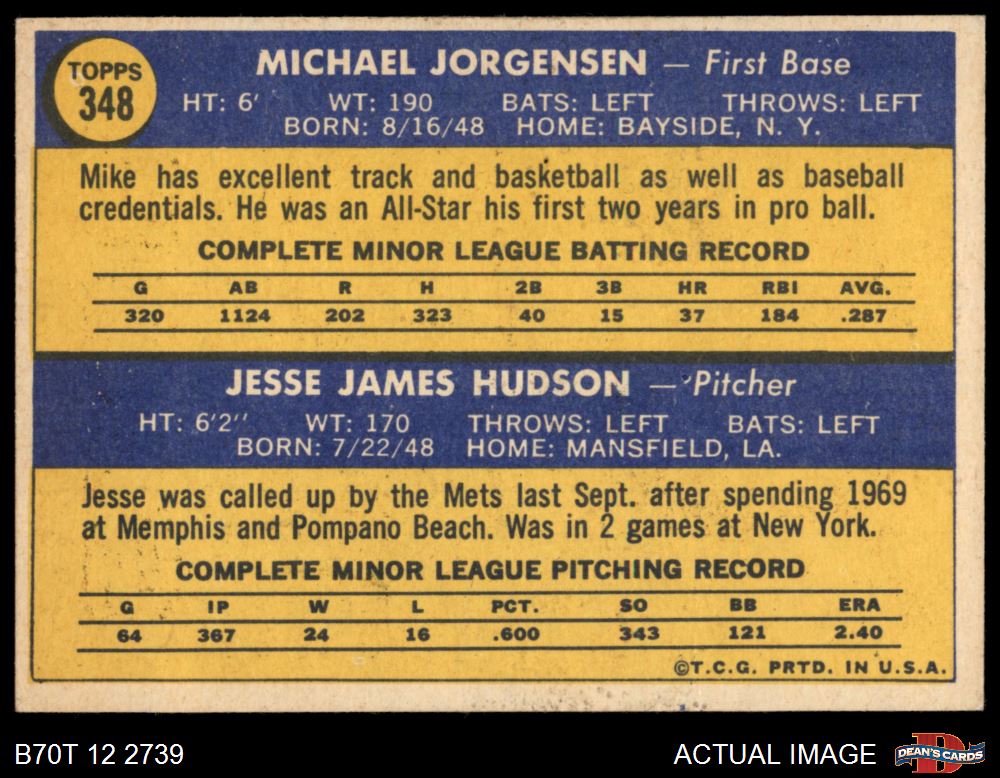 TOPPS
348
MICHAEL JORGENSEN — First Base
HT: 6' WT: 190 BATS: LEFT THROWS: LEFT
BORN: 8/16/48 HOME: BAYSIDE, N. Y.
Mike has excellent track and basketball as well as baseball
credentials. He was an All-Star his first two years in pro ball.
COMPLETE MINOR LEAGUE BATTING RECORD
G AB R H 2B 3B HR RBI AVG.
320 1124 202 323 40 15 37 184 .287
JESSE JAMES HUDSON — Pitcher
HT: 6'2'' WT: 170 THROWS: LEFT BATS: LEFT
BORN: 7/22/48 HOME: MANSFIELD, LA.
Jesse was called up by the Mets last Sept. after spending 1969
at Memphis and Pompano Beach. Was in 2 games at New York.
COMPLETE MINOR LEAGUE PITCHING RECORD
G IP W L PCT. SO BB ERA
64 367 24 16 .600 343 121 2.40
©T.C.G. PRTD. IN U.S.A.
B70T 12 2739 ACTUAL IMAGE DEAN'S CARDS